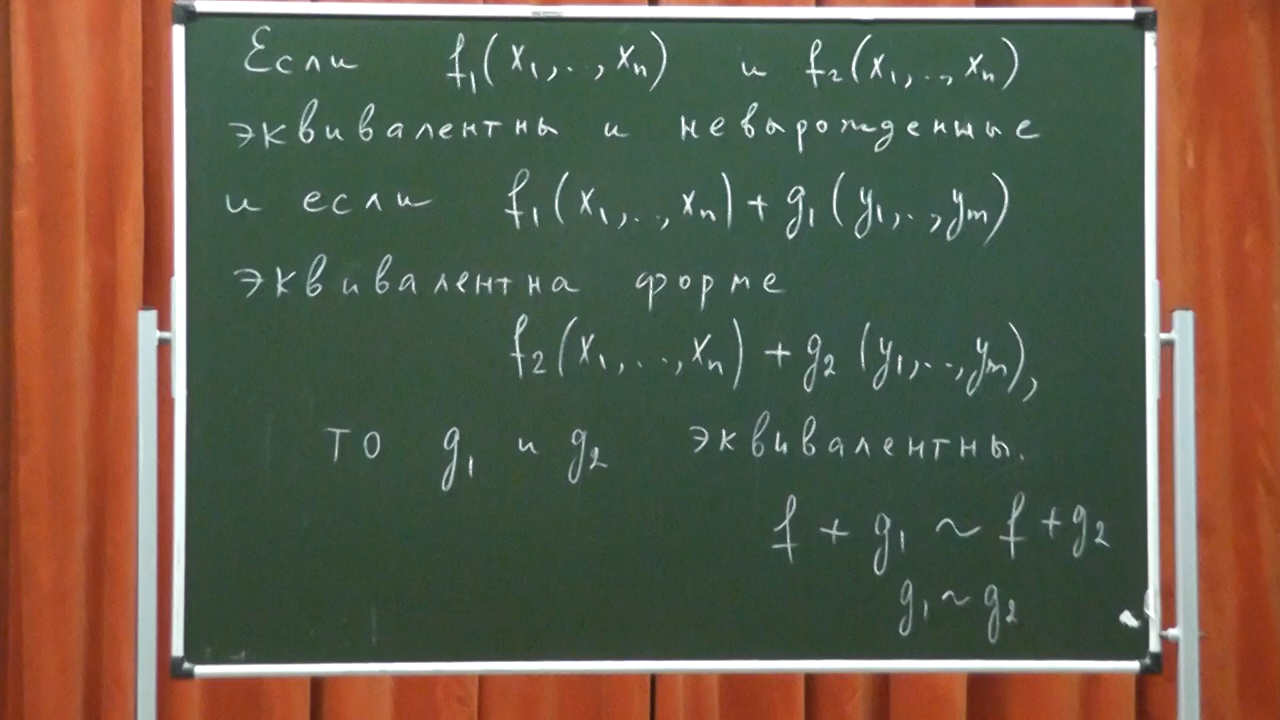 Если f₁(x₁,..,xₙ) и f₂(x₁,..,xₙ)
эквивалентны и невырожденные
и если f₁(x₁,..,xₙ) + g₁(y₁,..,yₘ)
эквивалентна форме
f₂(x₁,..,xₙ) + g₂(y₁,..,yₘ),
то g₁ и g₂ эквивалентны.
f + g₁ ~ f + g₂
g₁ ~ g₂